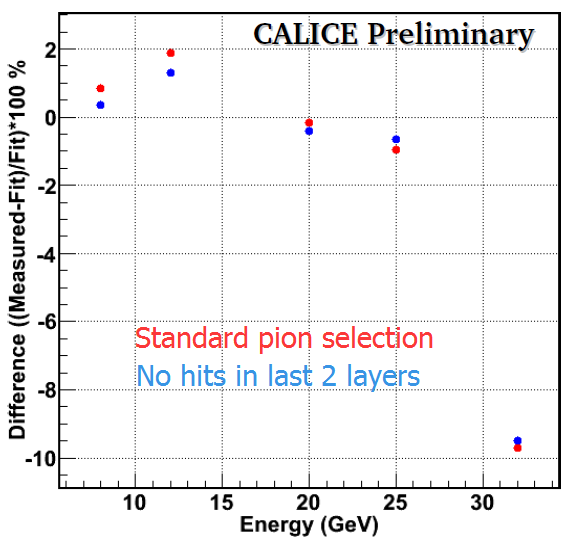 CALICE Preliminary
Difference ((Measured-Fit)/Fit)*100 %
2
0
-2
-4
-6
-8
-10
Standard pion selection
No hits in last 2 layers
10
15
20
25
30
Energy (GeV)